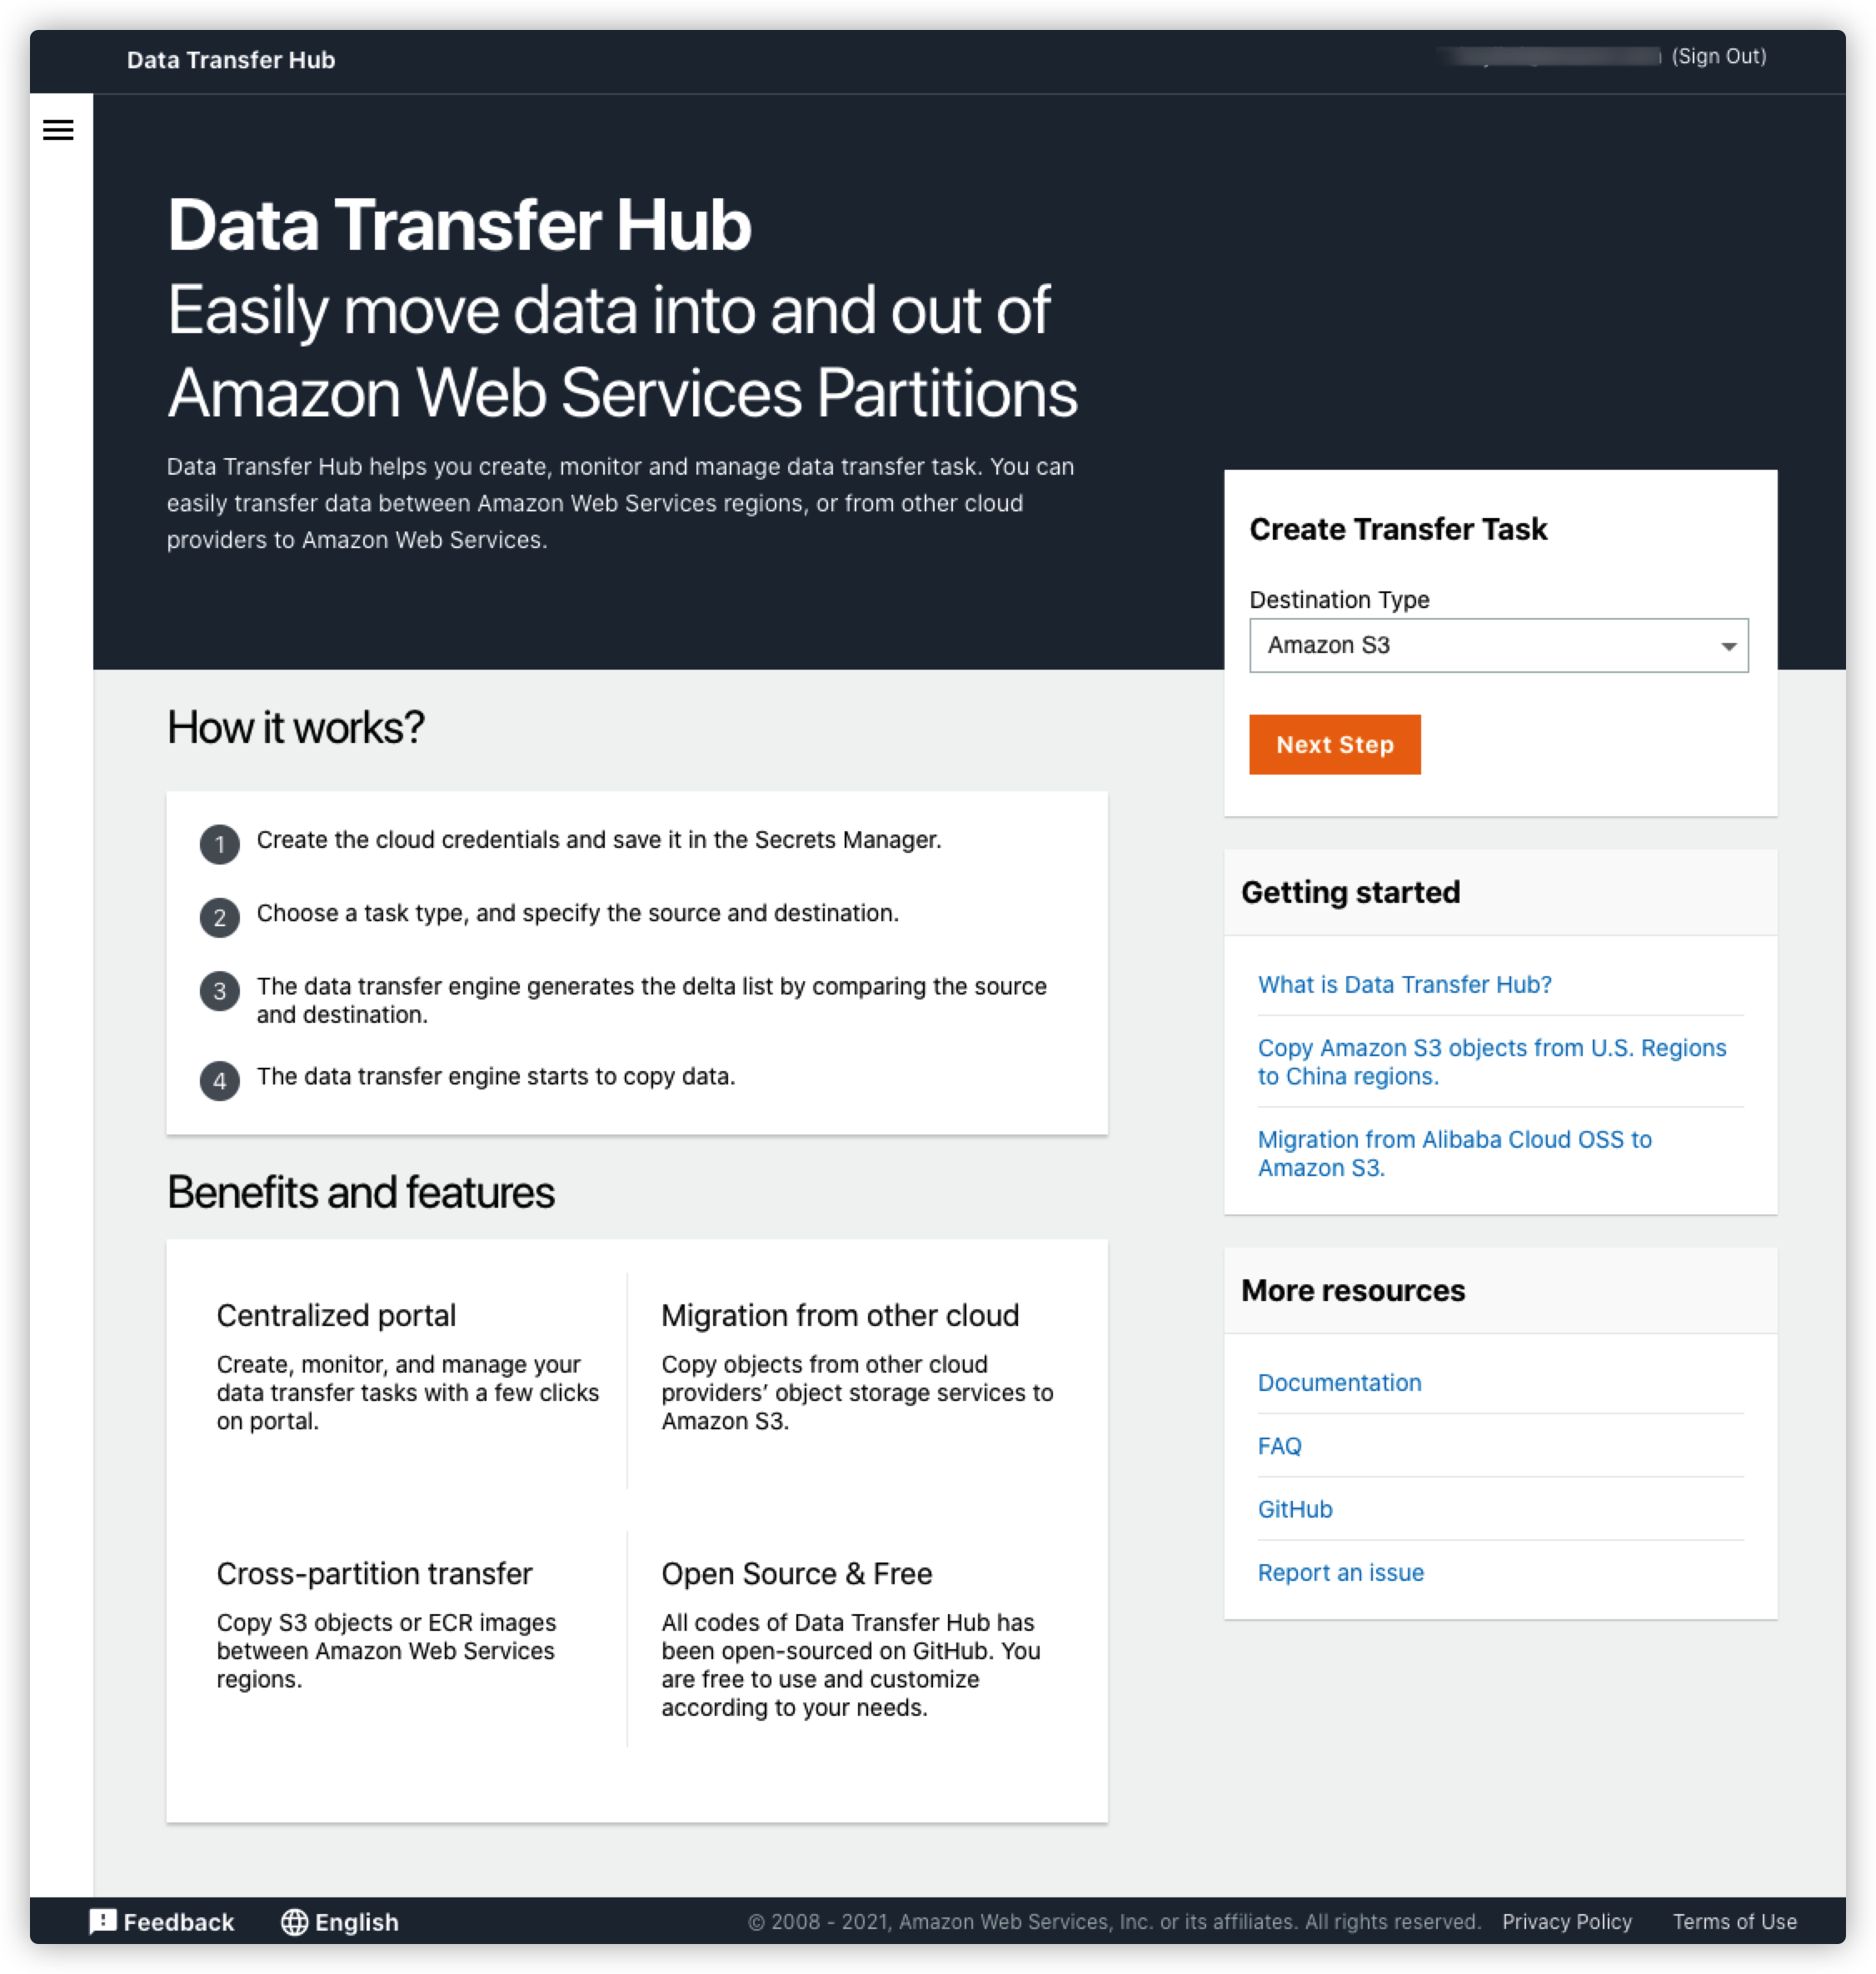 Data Transfer Hub
(Sign Out)
Data Transfer Hub
Easily move data into and out of
Amazon Web Services Partitions
Data Transfer Hub helps you create, monitor and manage data transfer task. You can
easily transfer data between Amazon Web Services regions, or from other cloud
providers to Amazon Web Services.
Create Transfer Task
Destination Type
Amazon S3
Next Step
How it works?
1 Create the cloud credentials and save it in the Secrets Manager.
2 Choose a task type, and specify the source and destination.
3 The data transfer engine generates the delta list by comparing the source
and destination.
4 The data transfer engine starts to copy data.
Getting started
What is Data Transfer Hub?
Copy Amazon S3 objects from U.S. Regions
to China regions.
Migration from Alibaba Cloud OSS to
Amazon S3.
Benefits and features
Centralized portal
Create, monitor, and manage your
data transfer tasks with a few clicks
on portal.
Migration from other cloud
Copy objects from other cloud
providers' object storage services to
Amazon S3.
Cross-partition transfer
Copy S3 objects or ECR images
between Amazon Web Services
regions.
Open Source & Free
All codes of Data Transfer Hub has
been open-sourced on GitHub. You
are free to use and customize
according to your needs.
More resources
Documentation
FAQ
GitHub
Report an issue
Feedback
English
© 2008 - 2021, Amazon Web Services, Inc. or its affiliates. All rights reserved.
Privacy Policy
Terms of Use